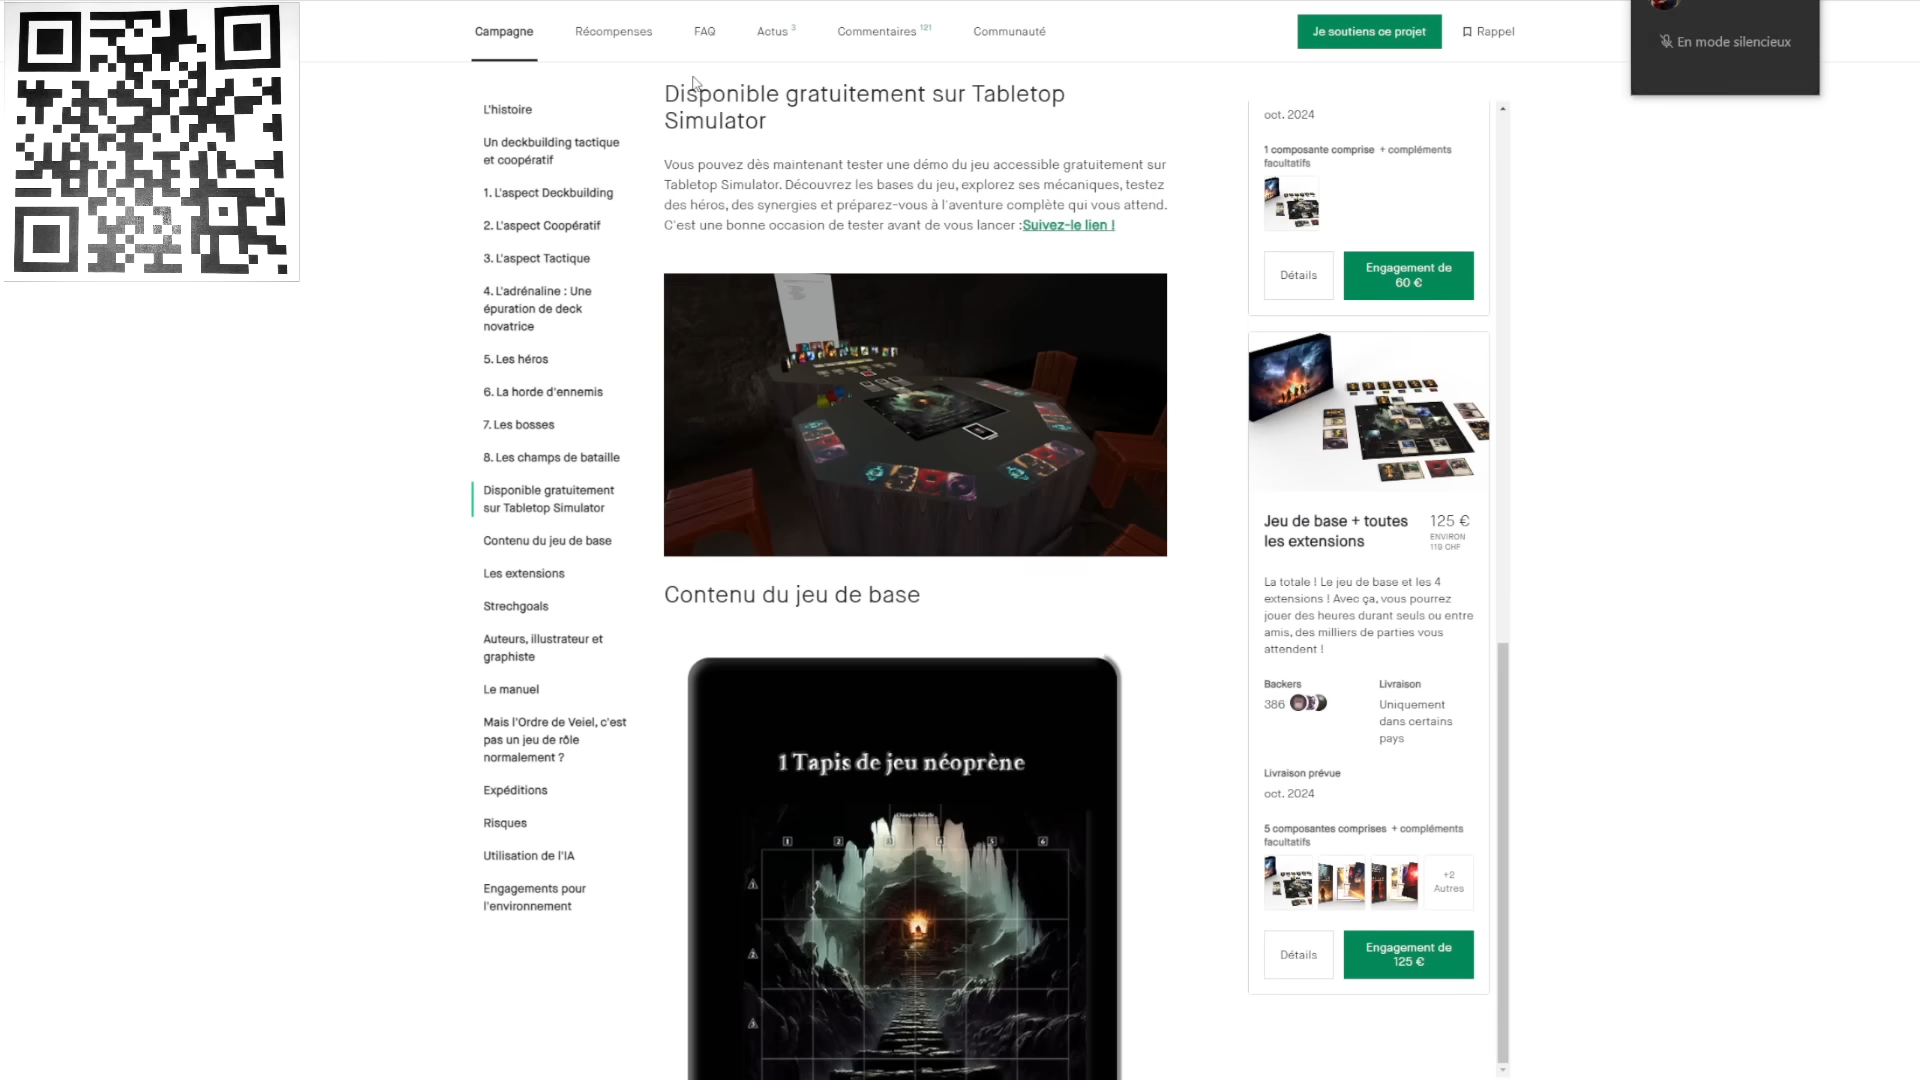 Campagne
Récompenses
FAQ
Actus 3
Commentaires 121
Communauté
Je soutiens ce projet
Rappel
En mode silencieux
L'histoire
Un deckbuilding tactique
et coopératif
1. L'aspect Deckbuilding
2. L'aspect Coopératif
3. L'aspect Tactique
4. L'adrénaline : Une
épuration de deck
novatrice
5. Les héros
6. La horde d'ennemis
7. Les bosses
8. Les champs de bataille
Disponible gratuitement
sur Tabletop Simulator
Contenu du jeu de base
Les extensions
Strechgoals
Auteurs, illustrateur et
graphiste
Le manuel
Mais l'Ordre de Veiel, c'est
pas un jeu de rôle
normalement ?
Expéditions
Risques
Utilisation de l'IA
Engagements pour
l'environnement
Disponible gratuitement sur Tabletop
Simulator
Vous pouvez dès maintenant tester une démo du jeu accessible gratuitement sur
Tabletop Simulator. Découvrez les bases du jeu, explorez ses mécaniques, testez
des héros, des synergies et préparez-vous à l'aventure complète qui vous attend.
C'est une bonne occasion de tester avant de vous lancer :Suivez-le lien !
Contenu du jeu de base
1 Tapis de jeu néoprène
1 2 3 4 5 6
1
2
3
oct. 2024
1 composante comprise + compléments
facultatifs
Détails
Engagement de
60 €
Jeu de base + toutes
les extensions
125 €
ENVIRON
119 CHF
La totale ! Le jeu de base et les 4
extensions ! Avec ça, vous pourrez
jouer des heures durant seuls ou entre
amis, des milliers de parties vous
attendent !
Backers
386
Livraison
Uniquement
dans certains
pays
Livraison prévue
oct. 2024
5 composantes comprises + compléments
facultatifs
+2
Autres
Détails
Engagement de
125 €